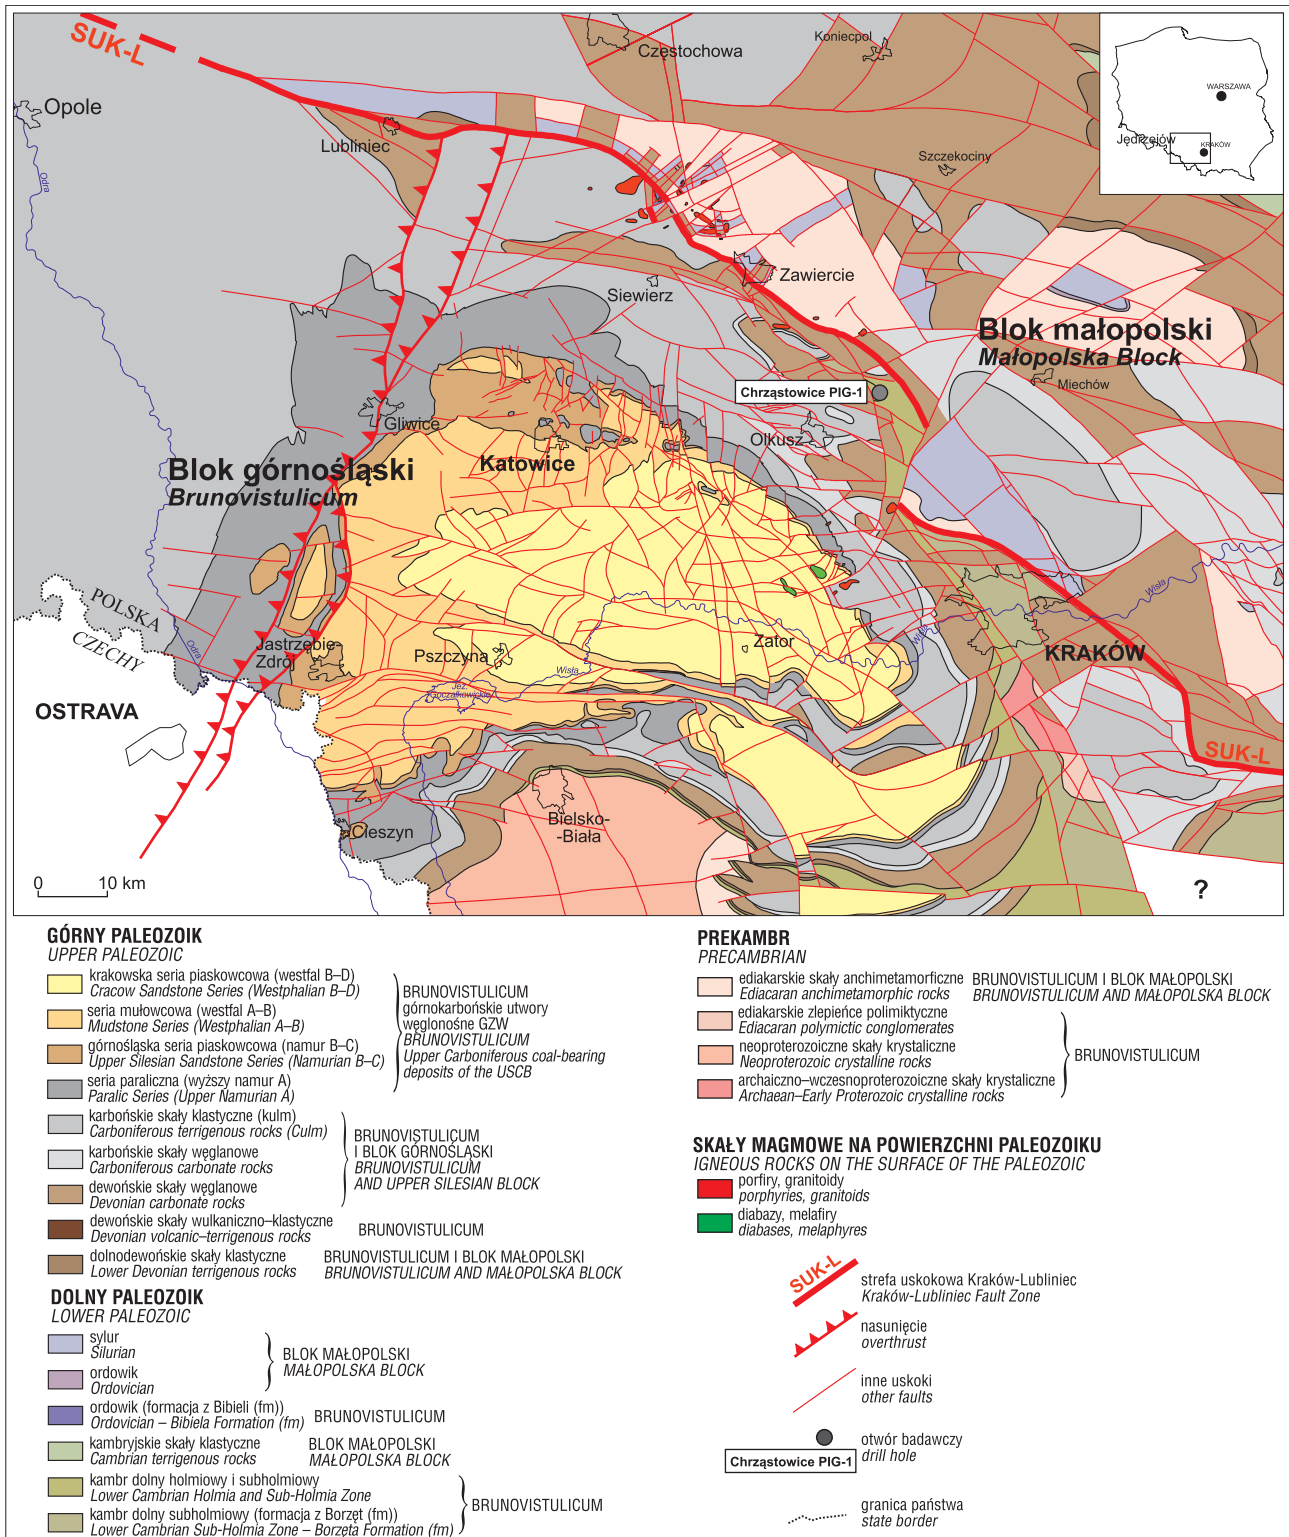 SUK-L
Częstochowa
Koniecpol
WARSZAWA
Jędrzejów
KRAKÓW
Opole
Lubliniec
Szczekociny
Odra
Zawiercie
Siewierz
Blok małopolski
Małopolska Block
Miechów
Chrząstowice PIG-1
Gliwice
Olkusz
Katowice
Blok górnośląski
Brunovistulicum
POLSKA
CZECHY
Odra
Wisła
Wisła
Jastrzębie-
Zdrój
Pszczyna
Zator
Wisła
KRAKÓW
Jez.
Goczałkowickie
OSTRAVA
SUK-L
Cieszyn
Bielsko-
-Biała
0 10 km
?
GÓRNY PALEOZOIK
UPPER PALEOZOIC
krakowska seria piaskowcowa (westfal B–D)
Cracow Sandstone Series (Westphalian B–D)
seria mułowcowa (westfal A–B)
Mudstone Series (Westphalian A–B)
górnośląska seria piaskowcowa (namur B–C)
Upper Silesian Sandstone Series (Namurian B–C)
seria paraliczna (wyższy namur A)
Paralic Series (Upper Namurian A)
BRUNOVISTULICUM
górnokarbońskie utwory
węglonośne GZW
BRUNOVISTULICUM
Upper Carboniferous coal-bearing
deposits of the USCB
karbońskie skały klastyczne (kulm)
Carboniferous terrigenous rocks (Culm)
karbońskie skały węglanowe
Carboniferous carbonate rocks
dewońskie skały węglanowe
Devonian carbonate rocks
BRUNOVISTULICUM
I BLOK GÓRNOŚLĄSKI
BRUNOVISTULICUM
AND UPPER SILESIAN BLOCK
dewońskie skały wulkaniczno–klastyczne
Devonian volcanic–terrigenous rocks
BRUNOVISTULICUM
dolnodewońskie skały klastyczne
Lower Devonian terrigenous rocks
BRUNOVISTULICUM I BLOK MAŁOPOLSKI
BRUNOVISTULICUM AND MAŁOPOLSKA BLOCK
DOLNY PALEOZOIK
LOWER PALEOZOIC
sylur
Silurian
ordowik
Ordovician
BLOK MAŁOPOLSKI
MAŁOPOLSKA BLOCK
ordowik (formacja z Bibieli (fm))
Ordovician – Bibiela Formation (fm)
BRUNOVISTULICUM
kambryjskie skały klastyczne
Cambrian terrigenous rocks
BLOK MAŁOPOLSKI
MAŁOPOLSKA BLOCK
kambr dolny holmiowy i subholmiowy
Lower Cambrian Holmia and Sub-Holmia Zone
kambr dolny subholmiowy (formacja z Borzęt (fm))
Lower Cambrian Sub-Holmia Zone – Borzęta Formation (fm)
BRUNOVISTULICUM
PREKAMBR
PRECAMBRIAN
ediakarskie skały anchimetamorficzne
Ediacaran anchimetamorphic rocks
BRUNOVISTULICUM I BLOK MAŁOPOLSKI
BRUNOVISTULICUM AND MAŁOPOLSKA BLOCK
ediakarskie zlepieńce polimiktyczne
Ediacaran polymictic conglomerates
neoproterozoiczne skały krystaliczne
Neoproterozoic crystalline rocks
archaiczno–wczesnoproterozoiczne skały krystaliczne
Archaean–Early Proterozoic crystalline rocks
BRUNOVISTULICUM
SKAŁY MAGMOWE NA POWIERZCHNI PALEOZOIKU
IGNEOUS ROCKS ON THE SURFACE OF THE PALEOZOIC
porfiry, granitoidy
porphyries, granitoids
diabazy, melafiry
diabases, melaphyres
SUK-L
strefa uskokowa Kraków-Lubliniec
Kraków-Lubliniec Fault Zone
nasunięcie
overthrust
inne uskoki
other faults
otwór badawczy
drill hole
Chrząstowice PIG-1
granica państwa
state border